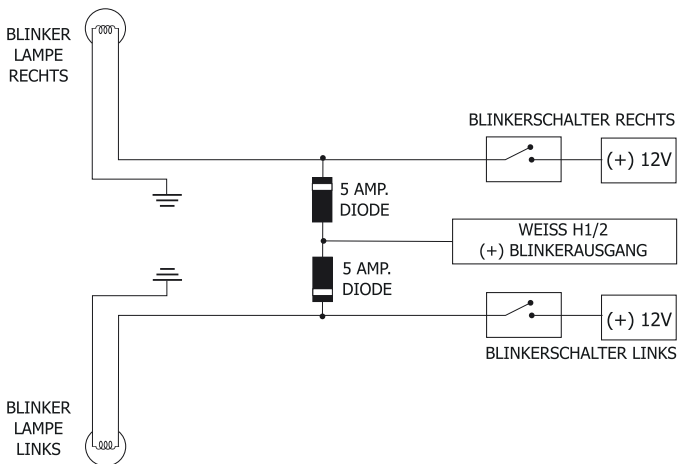 BLINKER
LAMPE
RECHTS
BLINKERSCHALTER RECHTS
(+) 12V
5 AMP.
DIODE
WEISS H1/2
(+) BLINKERAUSGANG
5 AMP.
DIODE
(+) 12V
BLINKERSCHALTER LINKS
BLINKER
LAMPE
LINKS